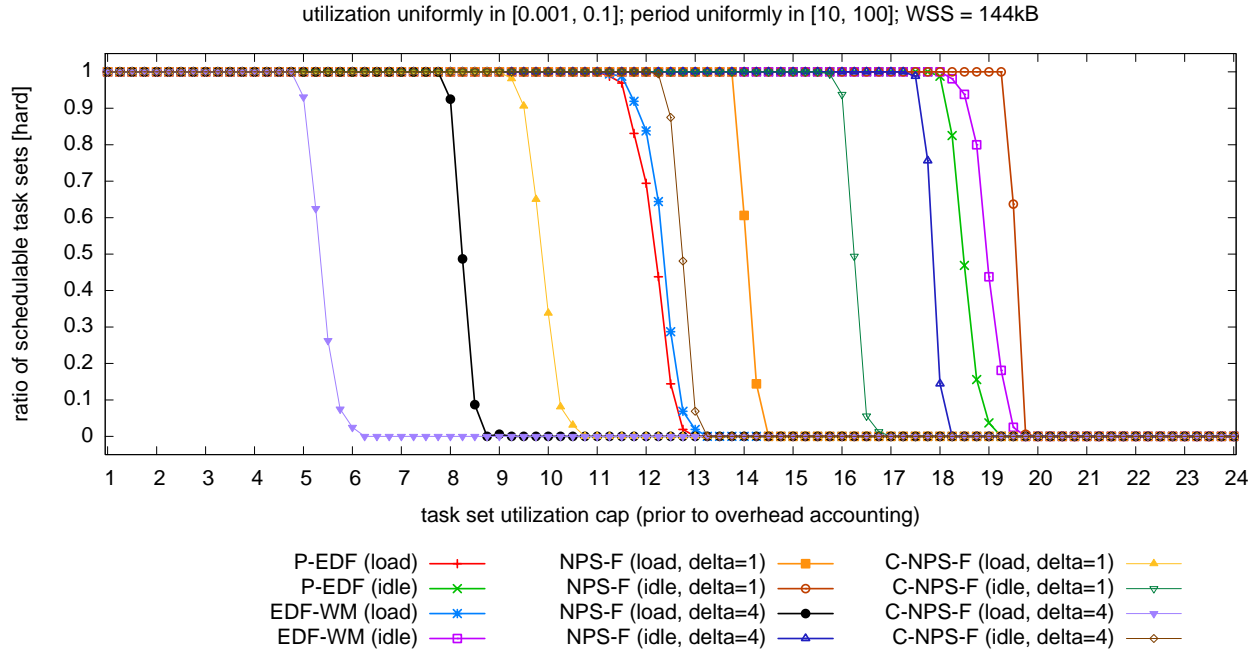 utilization uniformly in [0.001, 0.1]; period uniformly in [10, 100]; WSS = 144kB
1
0.9
0.8
0.7
0.6
0.5
0.4
0.3
0.2
0.1
0
ratio of schedulable task sets [hard]
1 2 3 4 5 6 7 8 9 10 11 12 13 14 15 16 17 18 19 20 21 22 23 24
task set utilization cap (prior to overhead accounting)
P-EDF (load) NPS-F (load, delta=1) C-NPS-F (load, delta=1)
P-EDF (idle) NPS-F (idle, delta=1) C-NPS-F (idle, delta=1)
EDF-WM (load) NPS-F (load, delta=4) C-NPS-F (load, delta=4)
EDF-WM (idle) NPS-F (idle, delta=4) C-NPS-F (idle, delta=4)